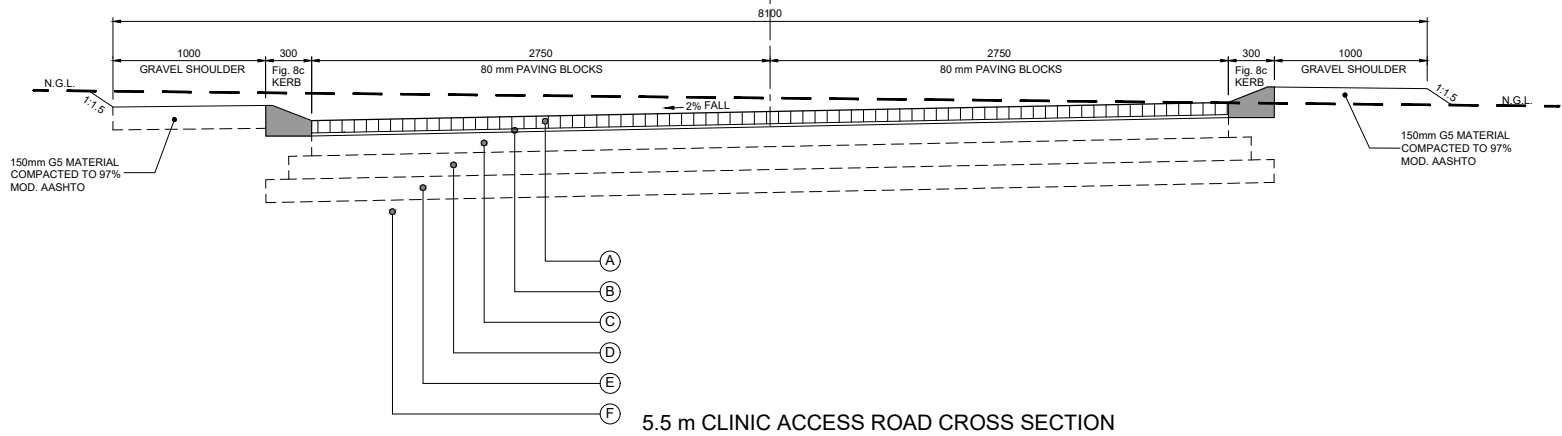 8100
1000
300
2750
2750
300
1000
GRAVEL SHOULDER
Fig. 8c
KERB
80 mm PAVING BLOCKS
80 mm PAVING BLOCKS
Fig. 8c
KERB
GRAVEL SHOULDER
N.G.L.
1:1.5
2% FALL
1:1.5
N.G.L.
150mm G5 MATERIAL
COMPACTED TO 97%
MOD. AASHTO
150mm G5 MATERIAL
COMPACTED TO 97%
MOD. AASHTO
A
B
C
D
E
F
5.5 m CLINIC ACCESS ROAD CROSS SECTION